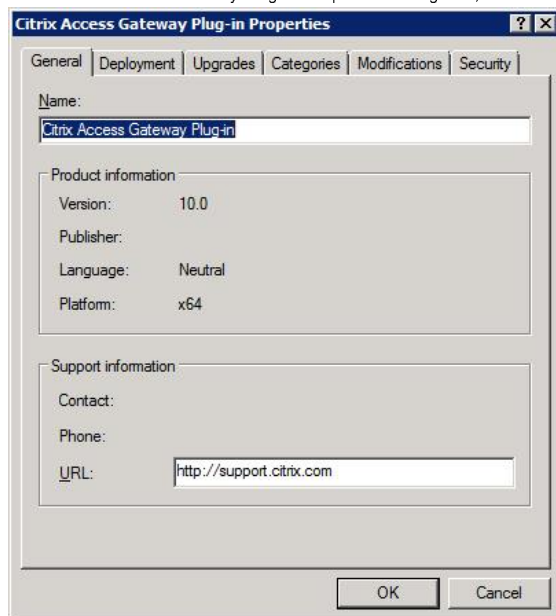 Citrix Access Gateway Plug-in Properties
General Deployment Upgrades Categories Modifications Security
Name:
Citrix Access Gateway Plug-in
Product information
Version: 10.0
Publisher:
Language: Neutral
Platform: x64
Support information
Contact:
Phone:
URL: http://support.citrix.com
OK Cancel